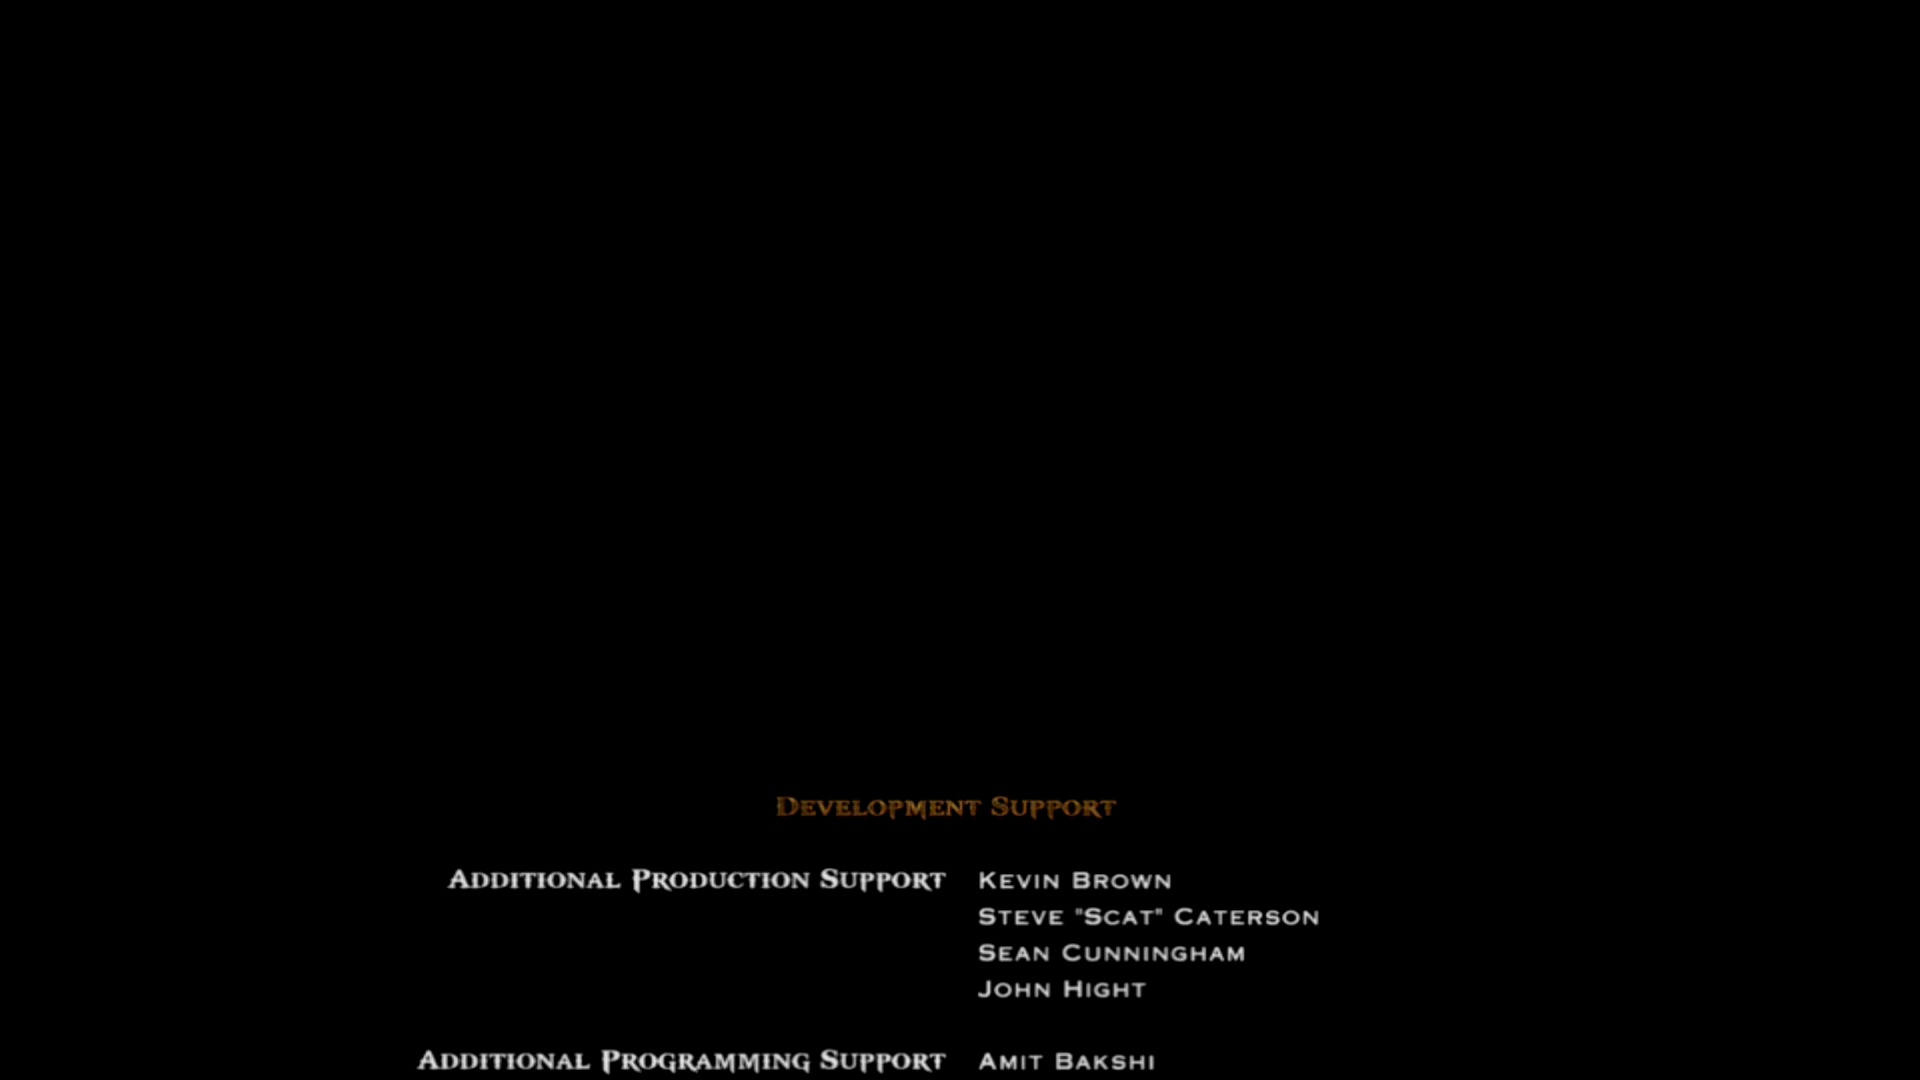 Development Support
Additional Production Support Kevin Brown
Steve "Scat" Caterson
Sean Cunningham
John Hight
Additional Programming Support Amit Bakshi